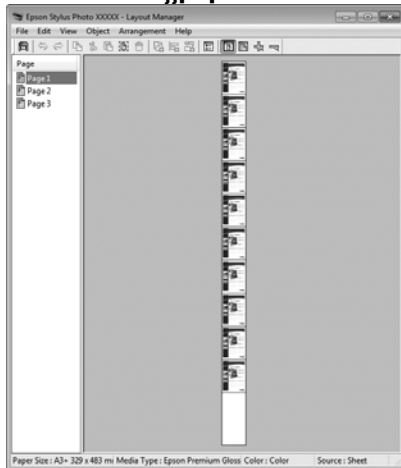 Epson Stylus Photo XXXXX - Layout Manager
File Edit View Object Arrangement Help
Page
Page 1
Page 2
Page 3
Paper Size : A3+ 329 x 483 mi Media Type : Epson Premium Gloss Color : Color Source : Sheet